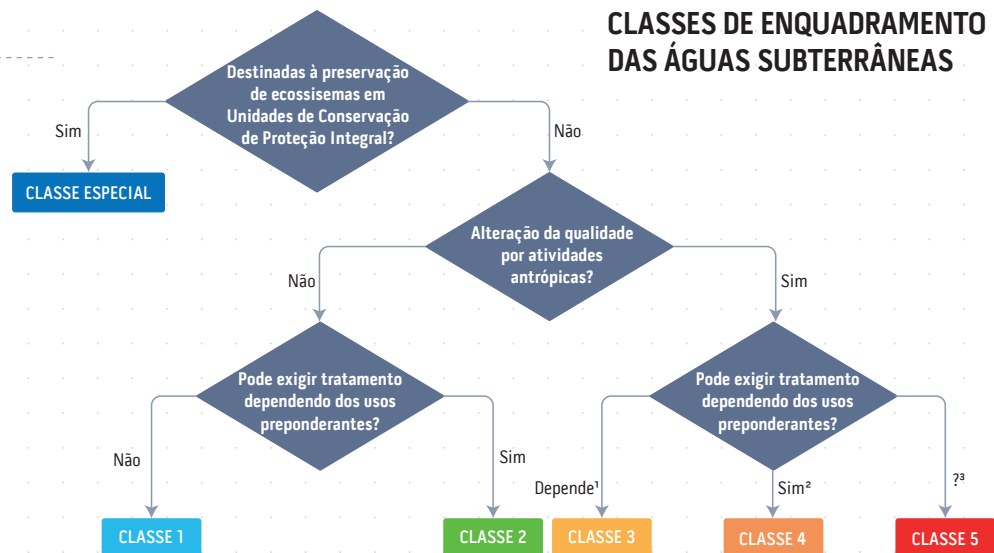 CLASSES DE ENQUADRAMENTO
DAS ÁGUAS SUBTERRÂNEAS
Destinadas à preservação
de ecossisemas em
Unidades de Conservação
de Proteção Integral?
Sim
Não
CLASSE ESPECIAL
Alteração da qualidade
por atividades
antrópicas?
Não
Sim
Pode exigir tratamento
dependendo dos usos
preponderantes?
Pode exigir tratamento
dependendo dos usos
preponderantes?
Não
Sim
Depende¹
Sim²
?³
CLASSE 1
CLASSE 2
CLASSE 3
CLASSE 4
CLASSE 5